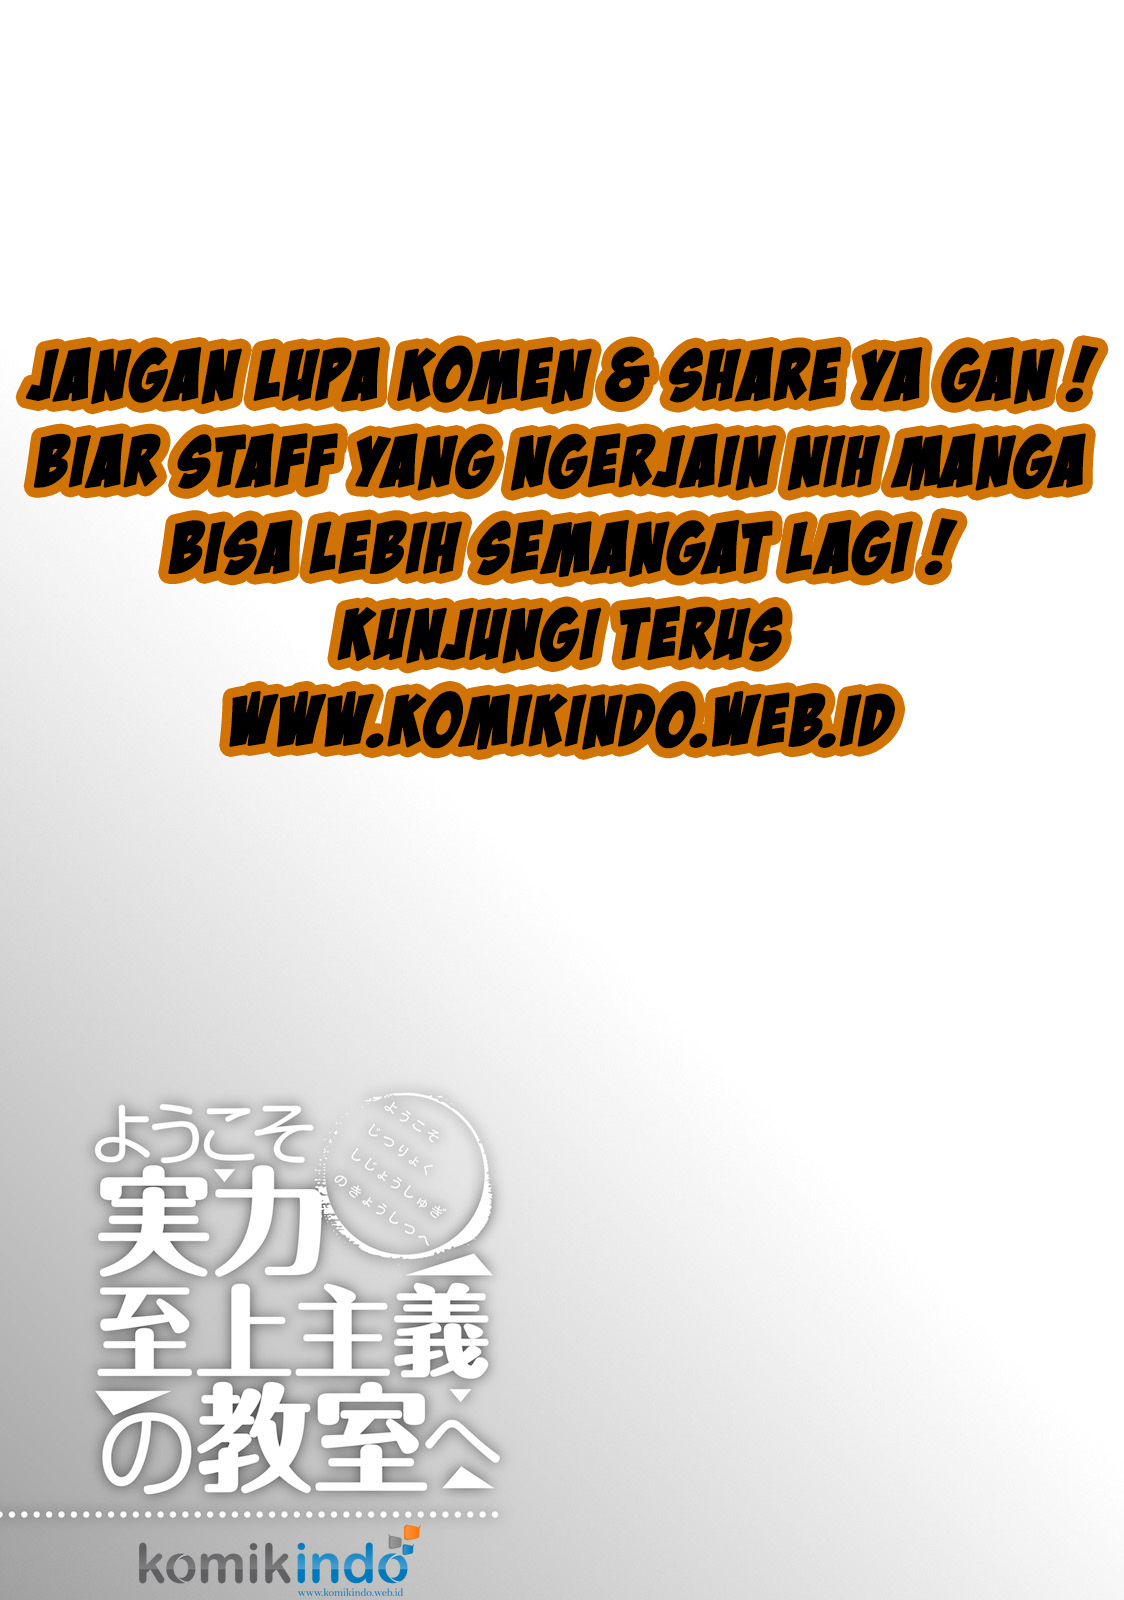 JANGAN LUPA KOMEN & SHARE YA GAN!
BIAR STAFF YANG NGERJAIN NIH MANGA
BISA LEBIH SEMANGAT LAGI!
KUNJUNGI TERUS
WWW.KOMIKINDO.WEB.ID
ようこそ
実力
至上主義
の教室へ
ようこそ
じつりょく
しじょうしゅぎ
のきょうしつへ
komikindo
www.komikindo.web.id